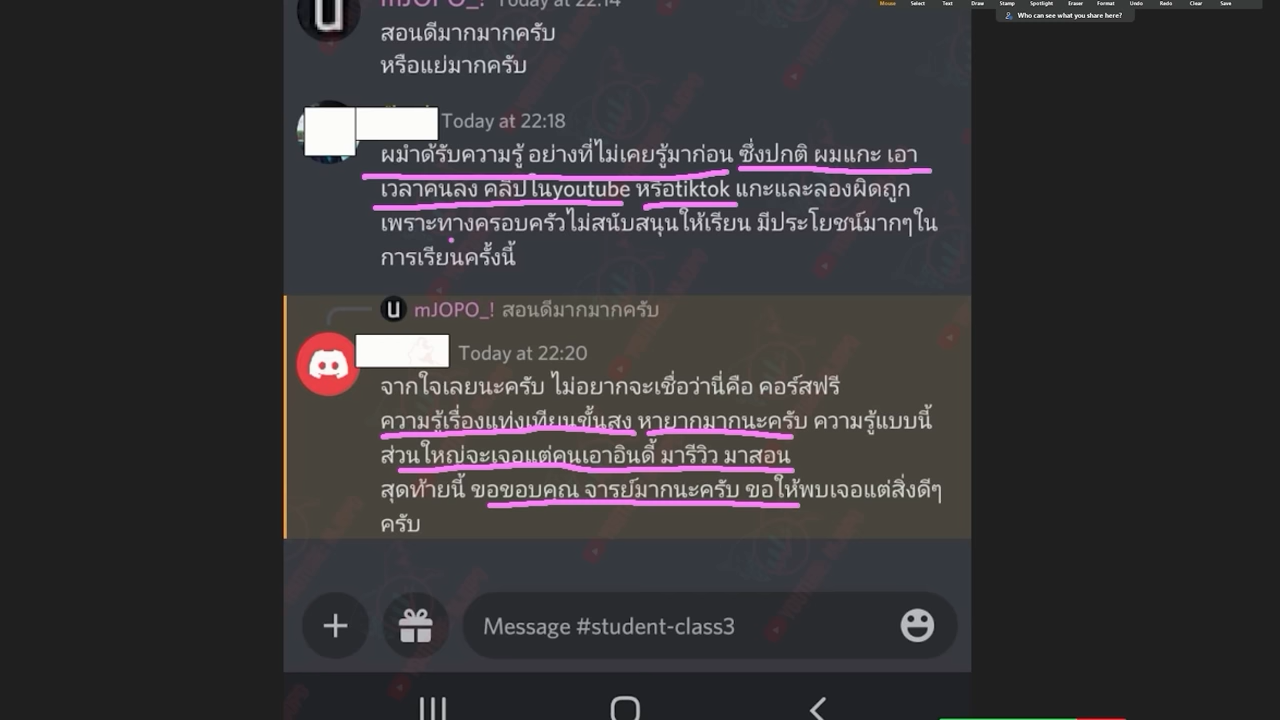 Mouse Select Text Draw Stamp Spotlight Eraser Format Undo Redo Clear Save
Who can see what you share here?
mJOPO_! Today at 22:14
สอนดีมากมากครับ
หรือแย่มากครับ
Today at 22:18
ผมำด้รับความรู้ อย่างที่ไม่เคยรู้มาก่อน ซึ่งปกติ ผมแกะ เอา
เวลาคนลง คลิปในyoutube หรือtiktok แกะและลองผิดถูก
เพราะทางครอบครัวไม่สนับสนุนให้เรียน มีประโยชน์มากๆใน
การเรียนครั้งนี้
mJOPO_! สอนดีมากมากครับ
Today at 22:20
จากใจเลยนะครับ ไม่อยากจะเชื่อว่านี่คือ คอร์สฟรี
ความรู้เรื่องแท่งเทียนขั้นสูง หายากมากนะครับ ความรู้แบบนี้
ส่วนใหญ่จะเจอแต่คนเอาอินดี้ มารีวิว มาสอน
สุดท้ายนี้ ขอขอบคุณ จารย์มากนะครับ ขอให้พบเจอแต่สิ่งดีๆ
ครับ
Message #student-class3